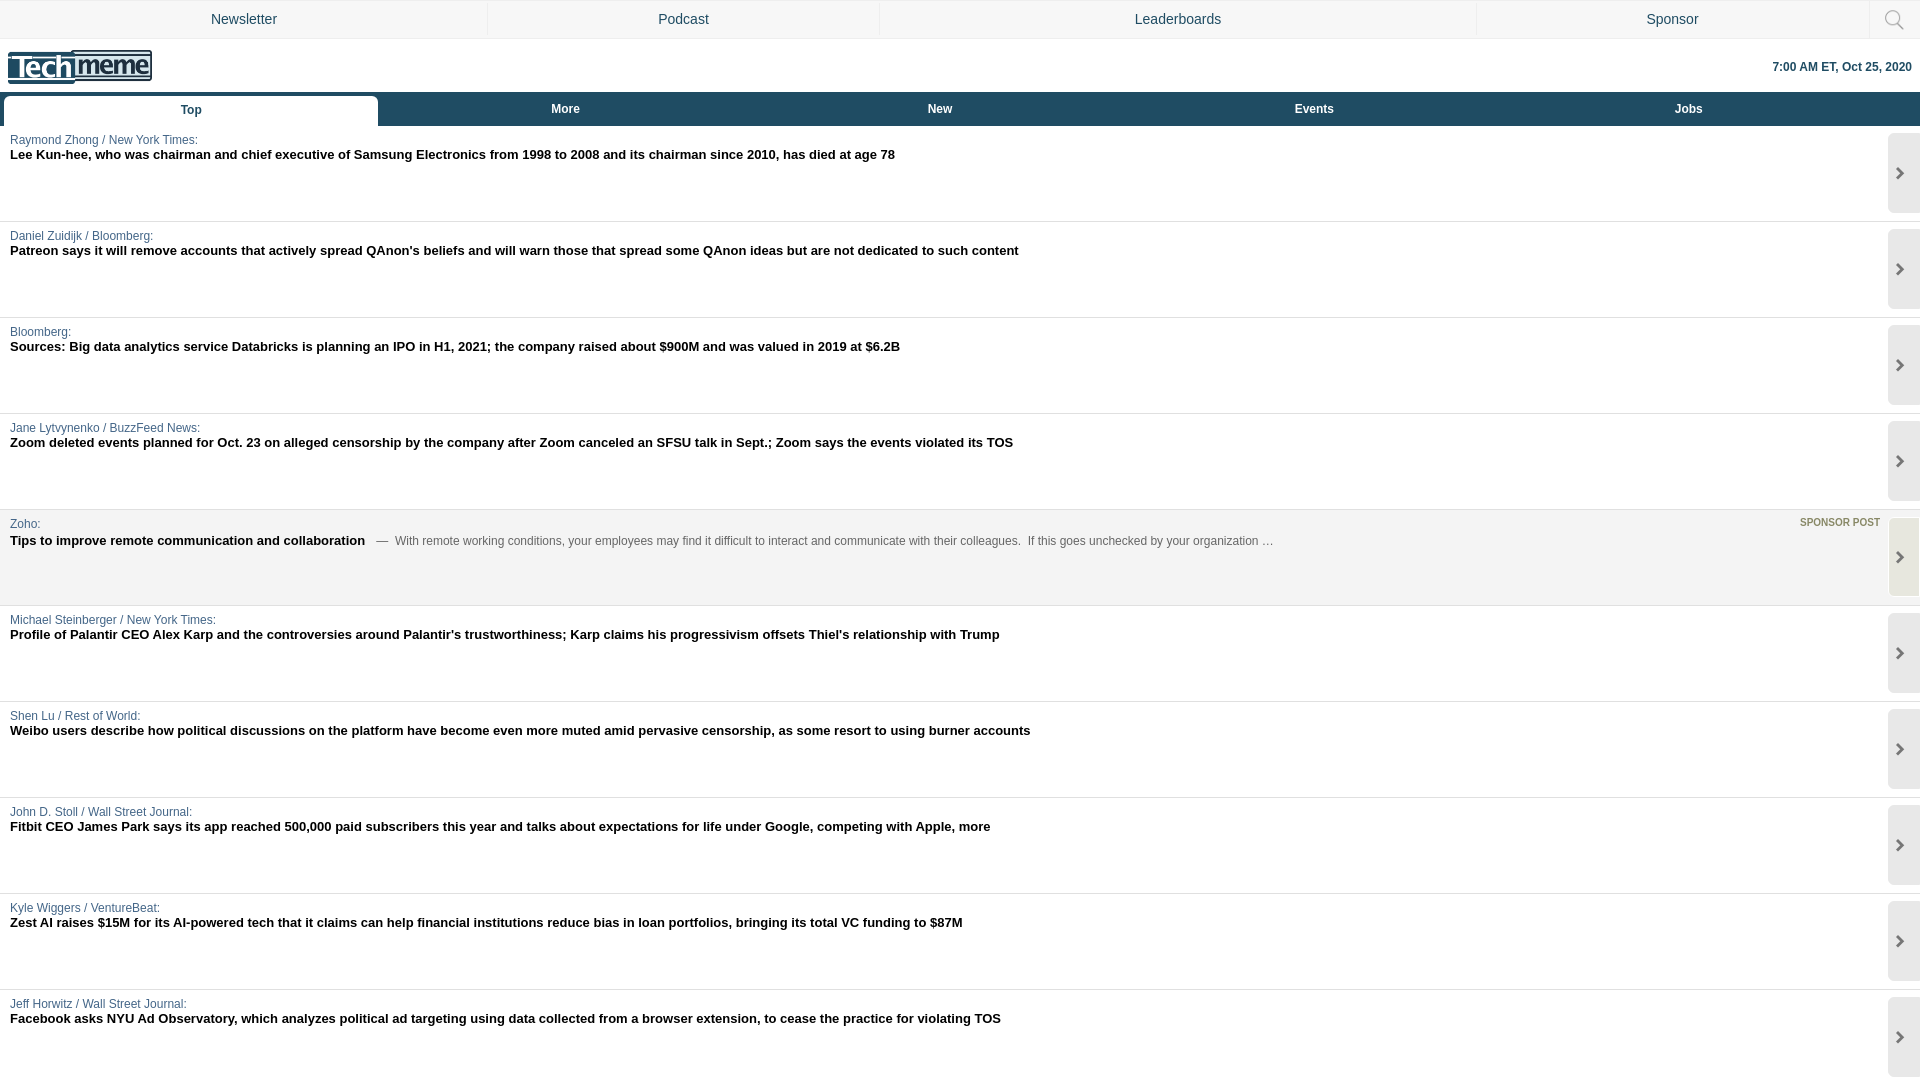 Newsletter Podcast Leaderboards Sponsor
Techmeme
7:00 AM ET, Oct 25, 2020
Top More New Events Jobs
Raymond Zhong / New York Times:
Lee Kun-hee, who was chairman and chief executive of Samsung Electronics from 1998 to 2008 and its chairman since 2010, has died at age 78
Daniel Zuidijk / Bloomberg:
Patreon says it will remove accounts that actively spread QAnon's beliefs and will warn those that spread some QAnon ideas but are not dedicated to such content
Bloomberg:
Sources: Big data analytics service Databricks is planning an IPO in H1, 2021; the company raised about $900M and was valued in 2019 at $6.2B
Jane Lytvynenko / BuzzFeed News:
Zoom deleted events planned for Oct. 23 on alleged censorship by the company after Zoom canceled an SFSU talk in Sept.; Zoom says the events violated its TOS
Zoho:
SPONSOR POST
Tips to improve remote communication and collaboration — With remote working conditions, your employees may find it difficult to interact and communicate with their colleagues. If this goes unchecked by your organization …
Michael Steinberger / New York Times:
Profile of Palantir CEO Alex Karp and the controversies around Palantir's trustworthiness; Karp claims his progressivism offsets Thiel's relationship with Trump
Shen Lu / Rest of World:
Weibo users describe how political discussions on the platform have become even more muted amid pervasive censorship, as some resort to using burner accounts
John D. Stoll / Wall Street Journal:
Fitbit CEO James Park says its app reached 500,000 paid subscribers this year and talks about expectations for life under Google, competing with Apple, more
Kyle Wiggers / VentureBeat:
Zest AI raises $15M for its AI-powered tech that it claims can help financial institutions reduce bias in loan portfolios, bringing its total VC funding to $87M
Jeff Horwitz / Wall Street Journal:
Facebook asks NYU Ad Observatory, which analyzes political ad targeting using data collected from a browser extension, to cease the practice for violating TOS